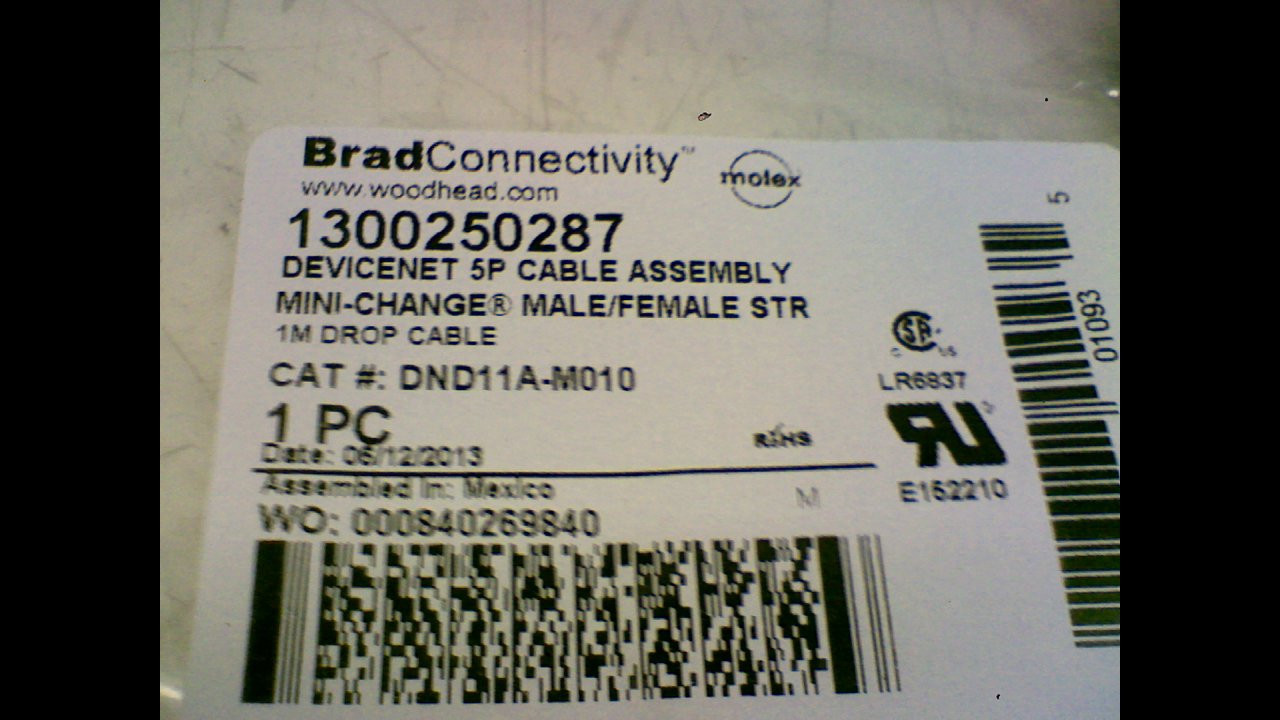 BradConnectivity™
molex
www.woodhead.com
1300250287
DEVICENET 5P CABLE ASSEMBLY
MINI-CHANGE® MALE/FEMALE STR
1M DROP CABLE
CAT #: DND11A-M010
1 PC
Date: 06/12/2013
RoHS
Assembled In: Mexico
M
WO: 000840269840
LR6837
E152210
5
01093